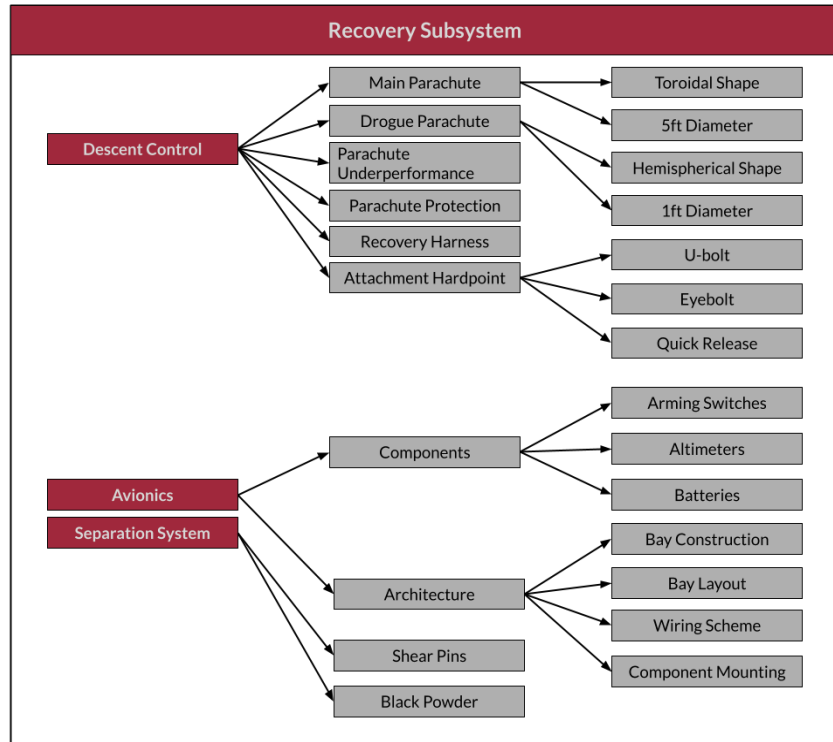 Recovery Subsystem
Descent Control
Main Parachute
Drogue Parachute
Parachute
Underperformance
Parachute Protection
Recovery Harness
Attachment Hardpoint
Toroidal Shape
5ft Diameter
Hemispherical Shape
1ft Diameter
U-bolt
Eyebolt
Quick Release
Avionics
Separation System
Components
Architecture
Shear Pins
Black Powder
Arming Switches
Altimeters
Batteries
Bay Construction
Bay Layout
Wiring Scheme
Component Mounting